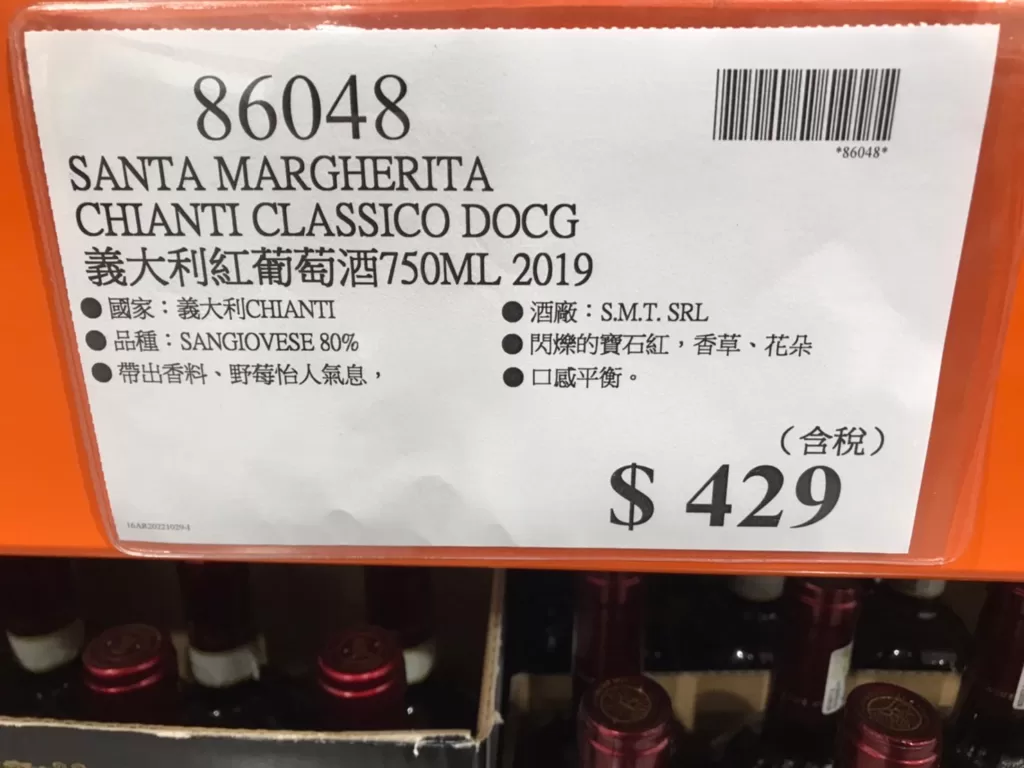 86048
*86048*
SANTA MARGHERITA
CHIANTI CLASSICO DOCG
義大利紅葡萄酒750ML 2019
●國家：義大利CHIANTI
●酒廠：S.M.T. SRL
●品種：SANGIOVESE 80%
●閃爍的寶石紅，香草、花朵
●帶出香料、野莓怡人氣息，
●口感平衡。
（含稅）
$ 429
16AR20221029-1